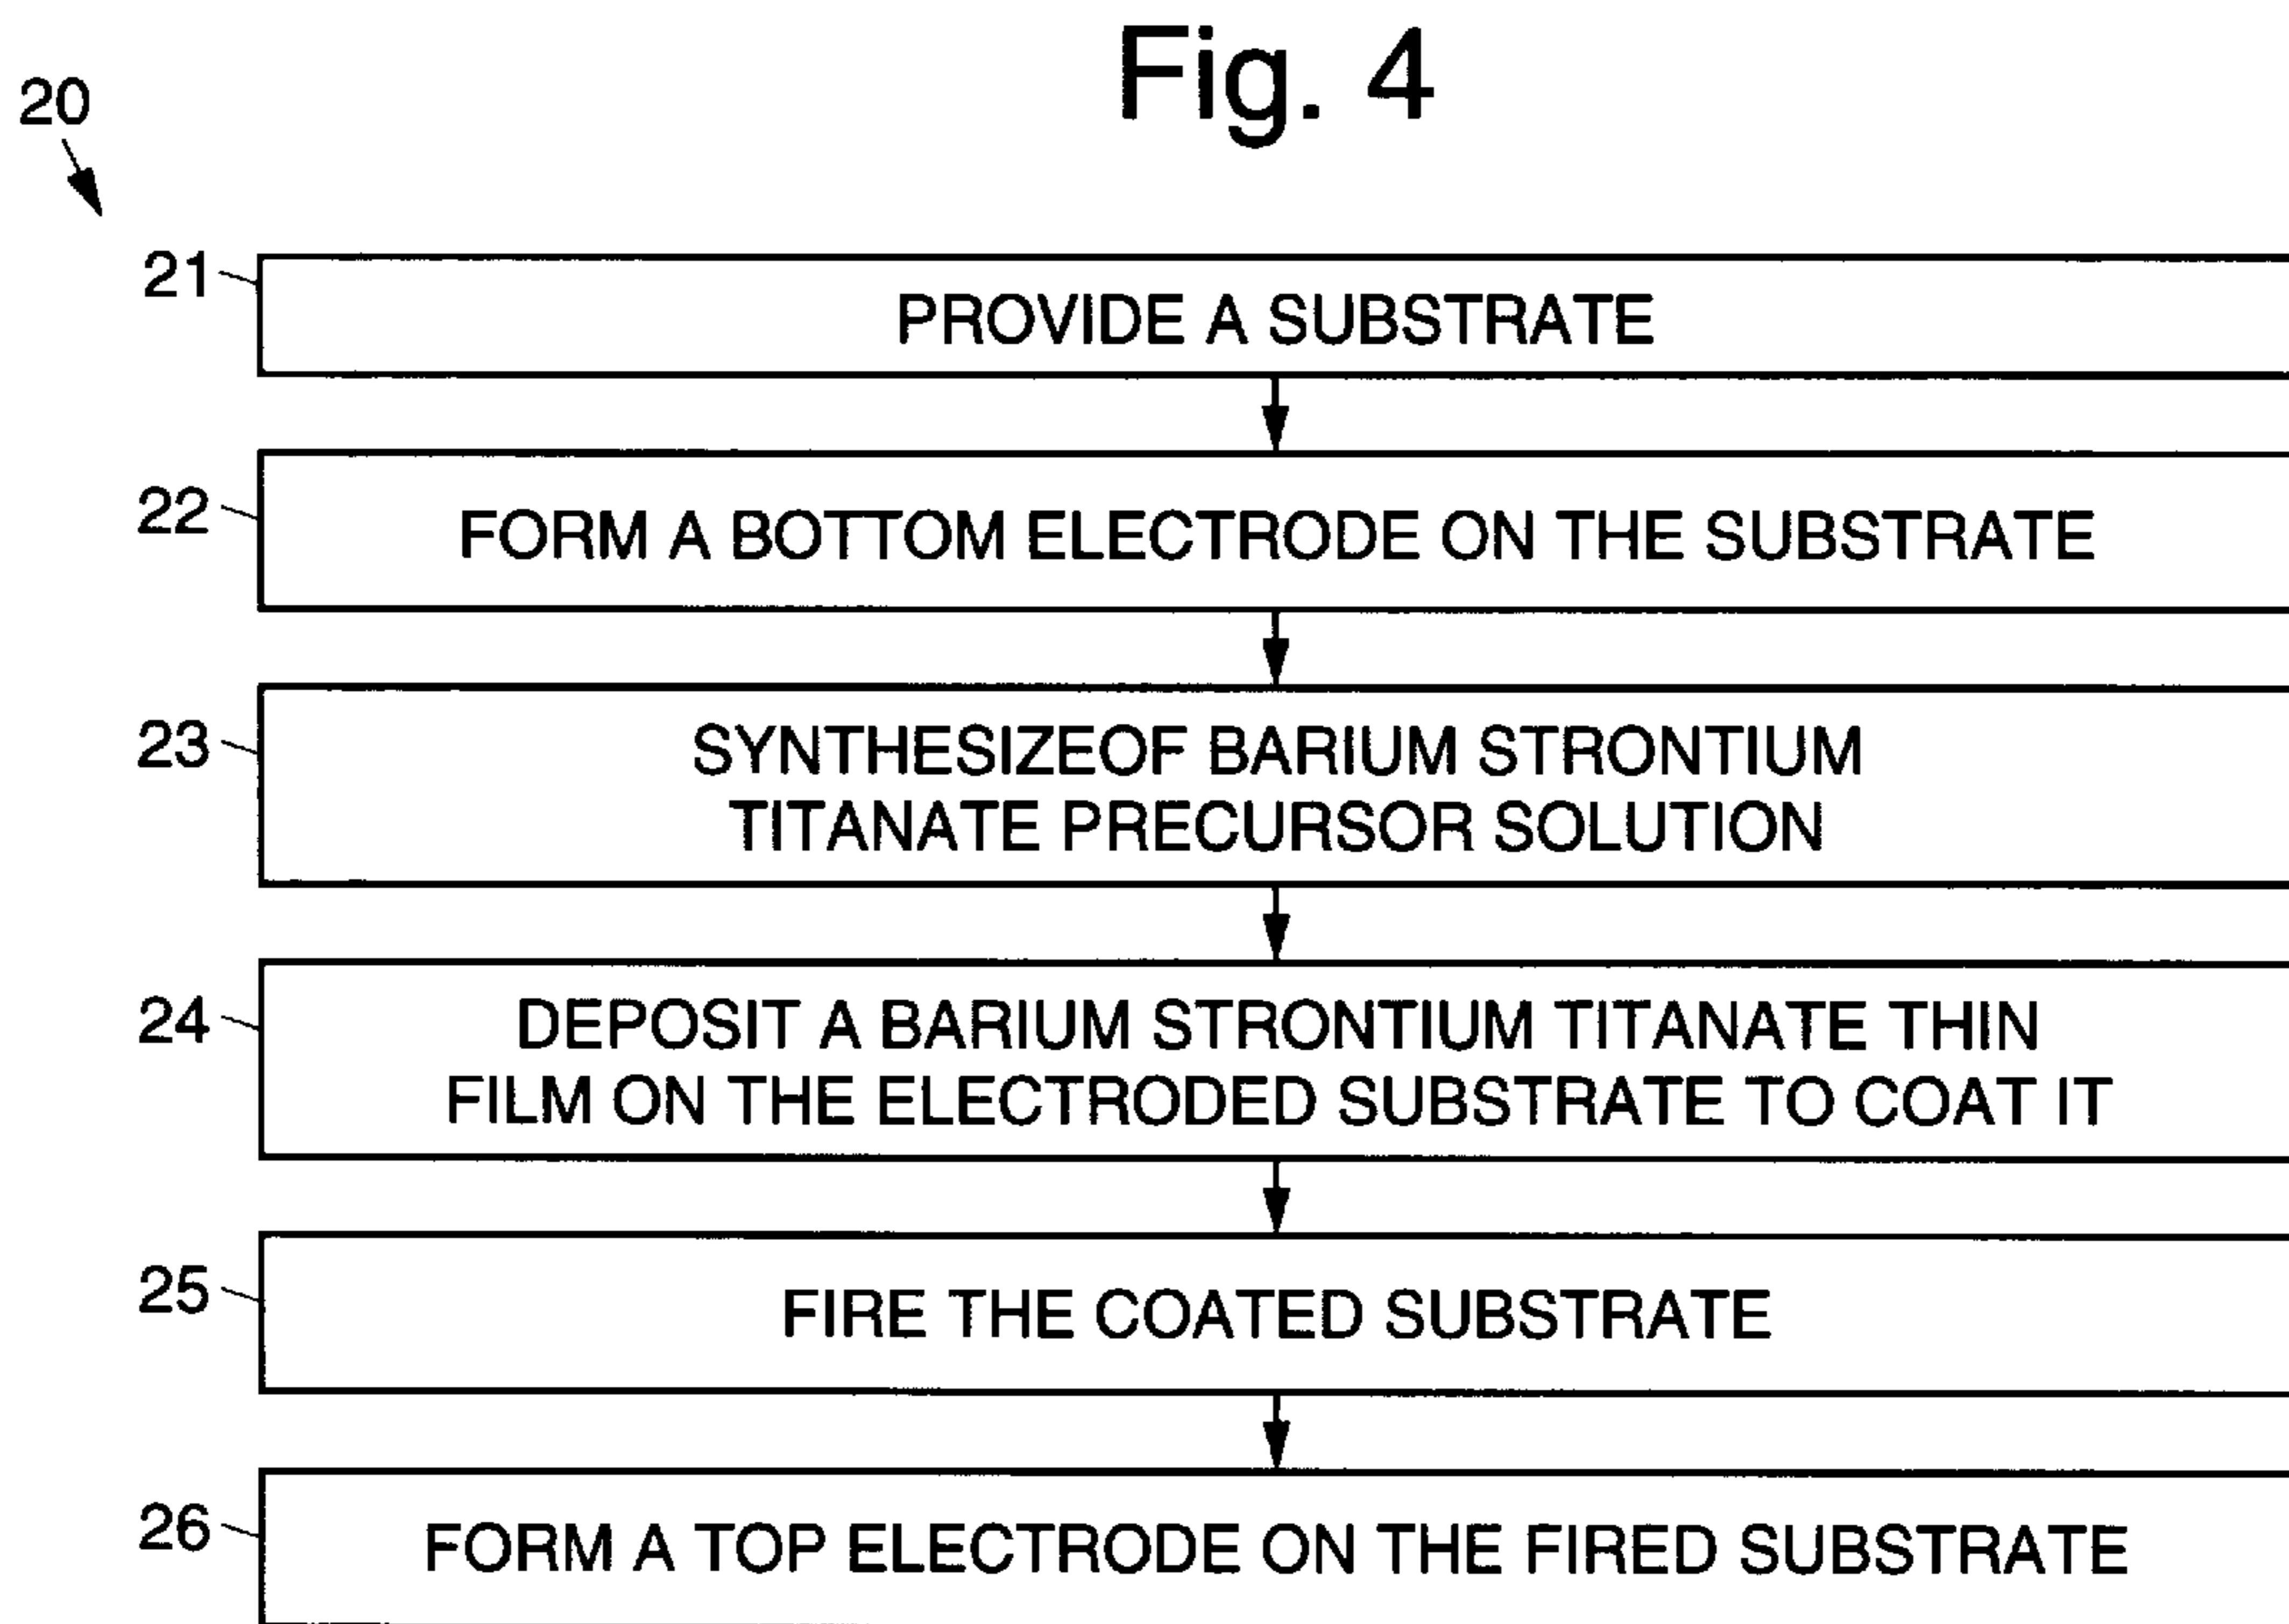 Fig. 4
20
21
PROVIDE A SUBSTRATE
22
FORM A BOTTOM ELECTRODE ON THE SUBSTRATE
23
SYNTHESIZEOF BARIUM STRONTIUM
TITANATE PRECURSOR SOLUTION
24
DEPOSIT A BARIUM STRONTIUM TITANATE THIN
FILM ON THE ELECTRODED SUBSTRATE TO COAT IT
25
FIRE THE COATED SUBSTRATE
26
FORM A TOP ELECTRODE ON THE FIRED SUBSTRATE